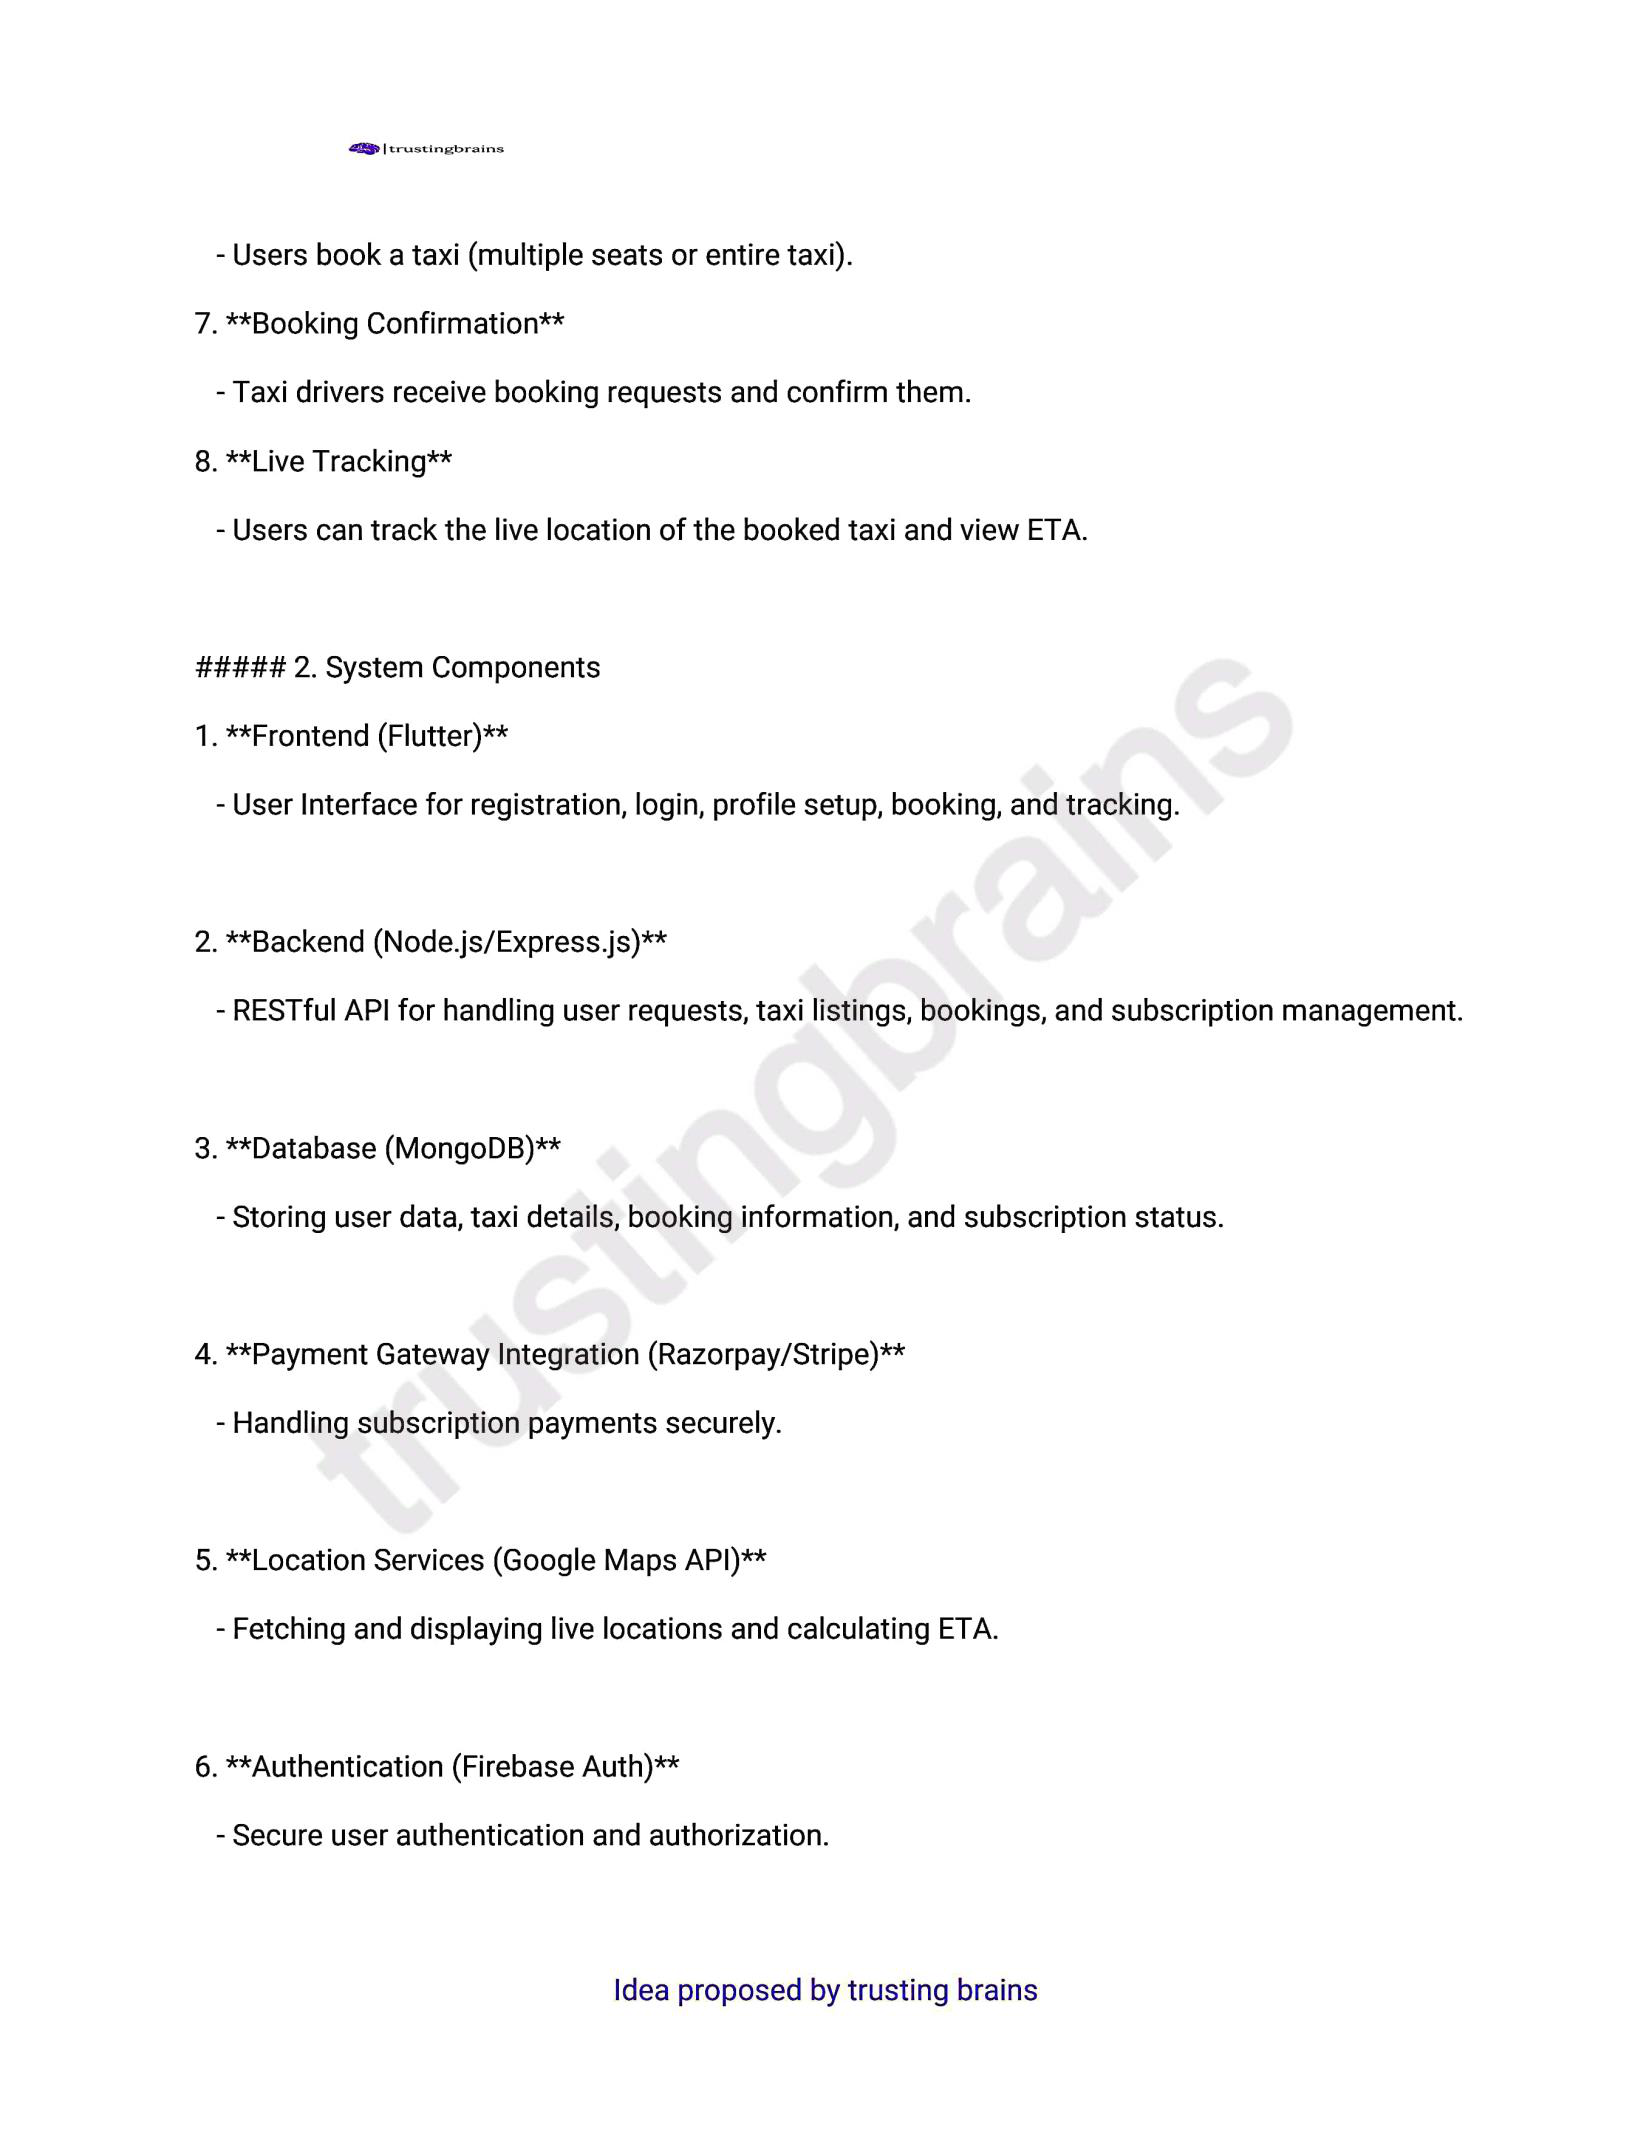 |trustingbrains
- Users book a taxi (multiple seats or entire taxi).
7. **Booking Confirmation**
- Taxi drivers receive booking requests and confirm them.
8. **Live Tracking**
- Users can track the live location of the booked taxi and view ETA.
##### 2. System Components
1. **Frontend (Flutter)**
- User Interface for registration, login, profile setup, booking, and tracking.
2. **Backend (Node.js/Express.js)**
- RESTful API for handling user requests, taxi listings, bookings, and subscription management.
3. **Database (MongoDB)**
- Storing user data, taxi details, booking information, and subscription status.
4. **Payment Gateway Integration (Razorpay/Stripe)**
- Handling subscription payments securely.
5. **Location Services (Google Maps API)**
- Fetching and displaying live locations and calculating ETA.
6. **Authentication (Firebase Auth)**
- Secure user authentication and authorization.
trustingbrains
Idea proposed by trusting brains